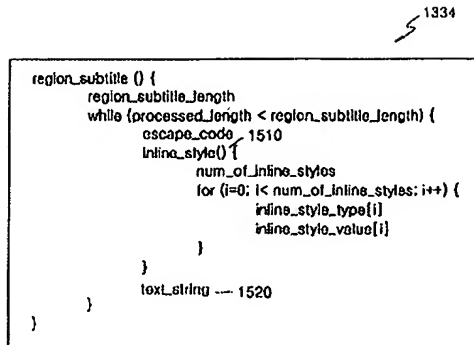 1334
region_subtitle () {
region_subtitle_length
while (processed_length < region_subtitle_length) {
escape_code
inline_style() { 1510
num_of_inline_styles
for (i=0; i< num_of_inline_styles; i++) {
inline_style_type[i]
inline_style_value[i]
}
}
text_string --- 1520
}
}